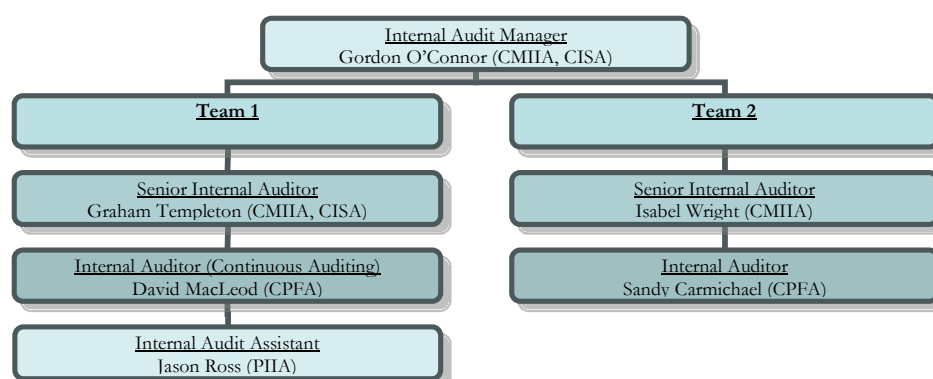 Internal Audit Manager
Gordon O’Connor (CMIIA, CISA)
Team 1
Senior Internal Auditor
Graham Templeton (CMIIA, CISA)
Internal Auditor (Continuous Auditing)
David MacLeod (CPFA)
Internal Audit Assistant
Jason Ross (PIIA)
Team 2
Senior Internal Auditor
Isabel Wright (CMIIA)
Internal Auditor
Sandy Carmichael (CPFA)